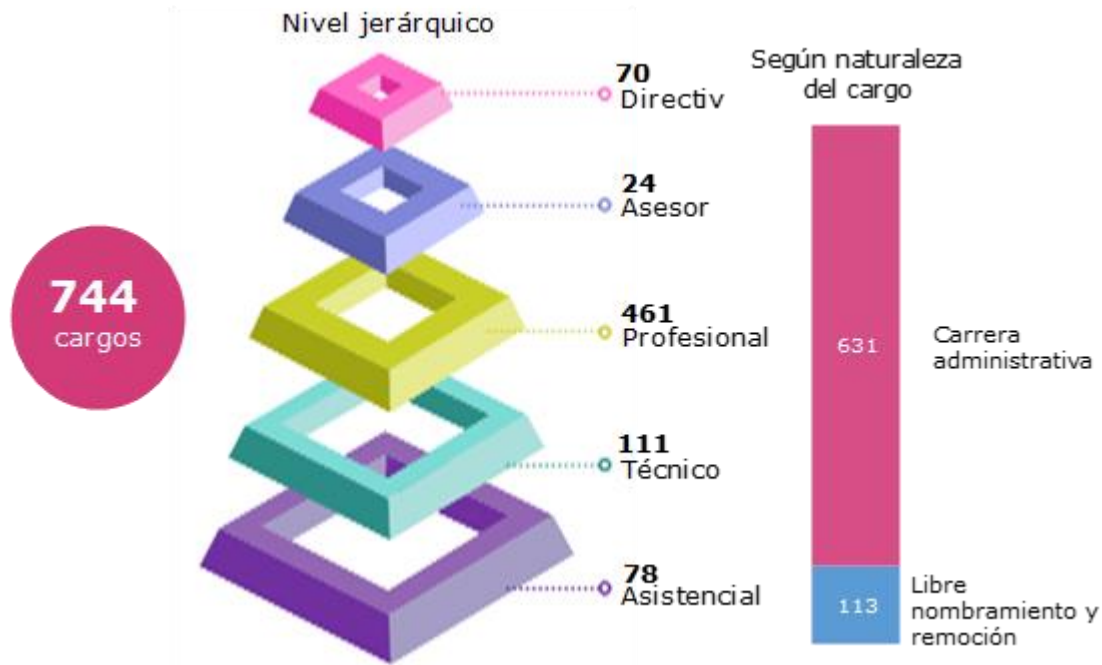 Nivel jerárquico
744
cargos
70
Directiv
24
Asesor
461
Profesional
111
Técnico
78
Asistencial
Según naturaleza
del cargo
631
Carrera
administrativa
113
Libre
nombramiento y
remoción